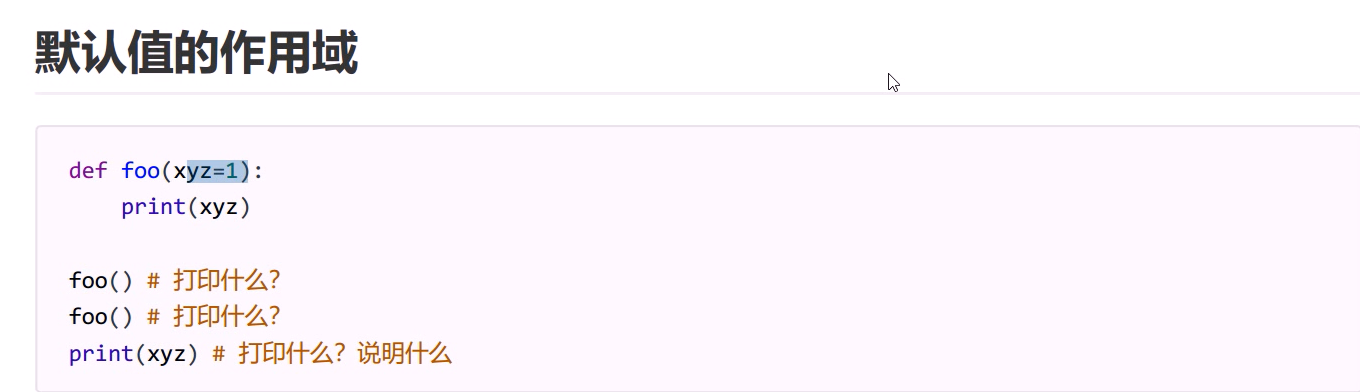 默认值的作用域
def foo(xyz=1):
    print(xyz)
foo() # 打印什么？
foo() # 打印什么？
print(xyz) # 打印什么？说明什么